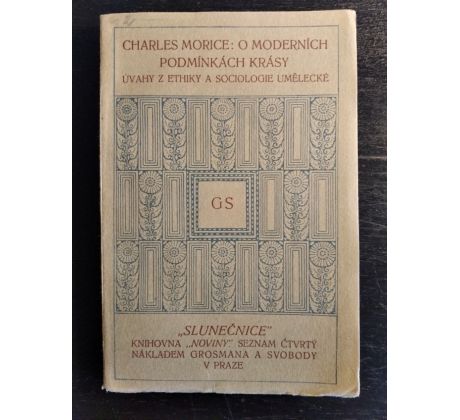 CHARLES MORICE: O MODERNÍCH
PODMÍNKÁCH KRÁSY
ÚVAHY Z ETHIKY A SOCIOLOGIE UMĚLECKÉ
GS
„SLUNEČNICE"
KNIHOVNA „NOVINY" SEZNAM ČTVRTÝ
NÁKLADEM GROSMANA A SVOBODY
V PRAZE